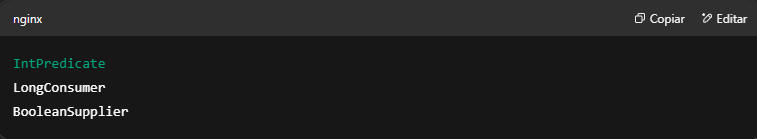 nginx
Copiar
Editar
IntPredicate
LongConsumer
BooleanSupplier